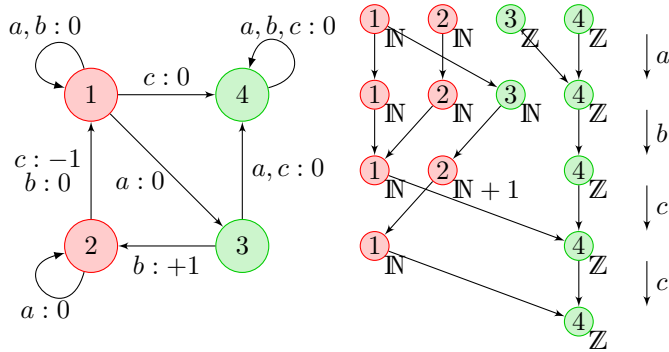 a, b : 0
a, b, c : 0
1
c : 0
4
c : −1
b : 0
a : 0
a, c : 0
2
b : +1
3
a : 0
1 ℕ 2 ℕ 3 ℤ 4 ℤ
a
1 ℕ 2 ℕ 3 ℕ 4 ℤ
b
1 ℕ 2 ℕ + 1 4 ℤ
c
1 ℕ 4 ℤ
c
4 ℤ